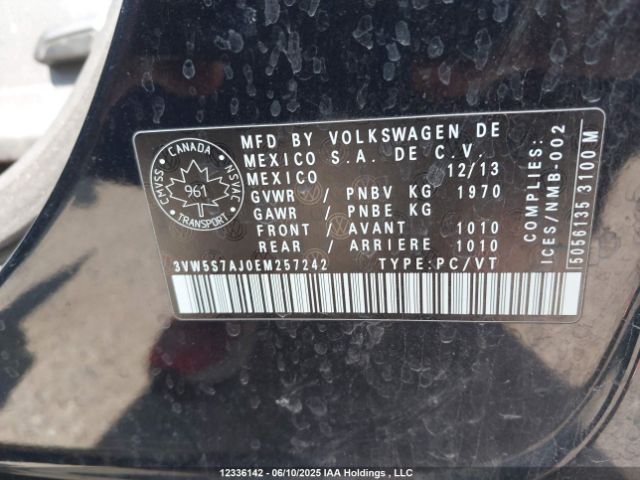 MFD BY VOLKSWAGEN DE
MEXICO S.A. DE C.V.
MEXICO 12/13
GVWR / PNBV KG 1970
GAWR / PNBE KG
FRONT / AVANT 1010
REAR / ARRIERE 1010
3VW5S7AJ0EM257242 TYPE:PC/VT
CANADA
CMVSS
NSVAC
961
TRANSPORT
COMPLIES:
ICES/NMB-002
5056135 3T100 M
12336142 - 06/10/2025 IAA Holdings , LLC